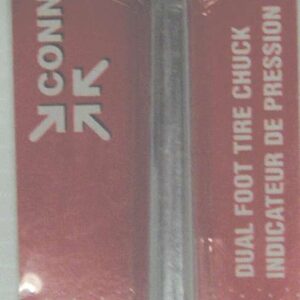 CONN
DUAL FOOT TIRE CHUCK
INDICATEUR DE PRESSION